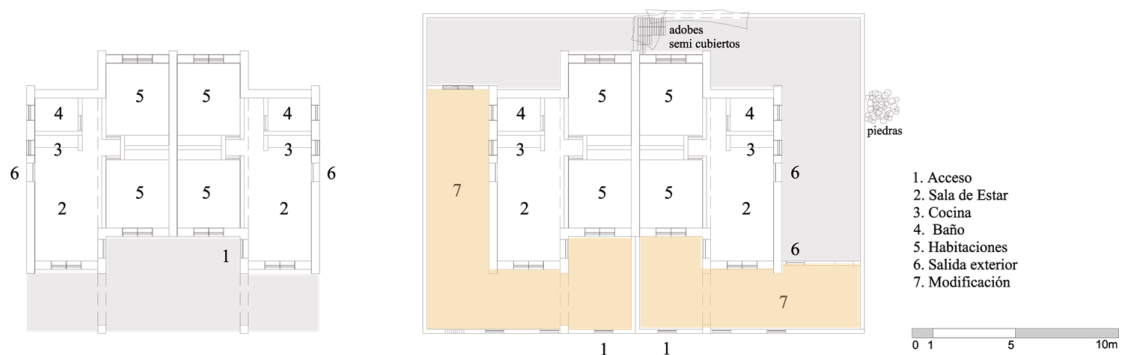 5 5
4 4
3 3
6 6
5 5
2 2
1
adobes
semi cubiertos
5 5
4 4
piedras
3 3
6
7 5 5
2 2
6
7
1 1
1. Acceso
2. Sala de Estar
3. Cocina
4. Baño
5. Habitaciones
6. Salida exterior
7. Modificación
0 1 5 10m